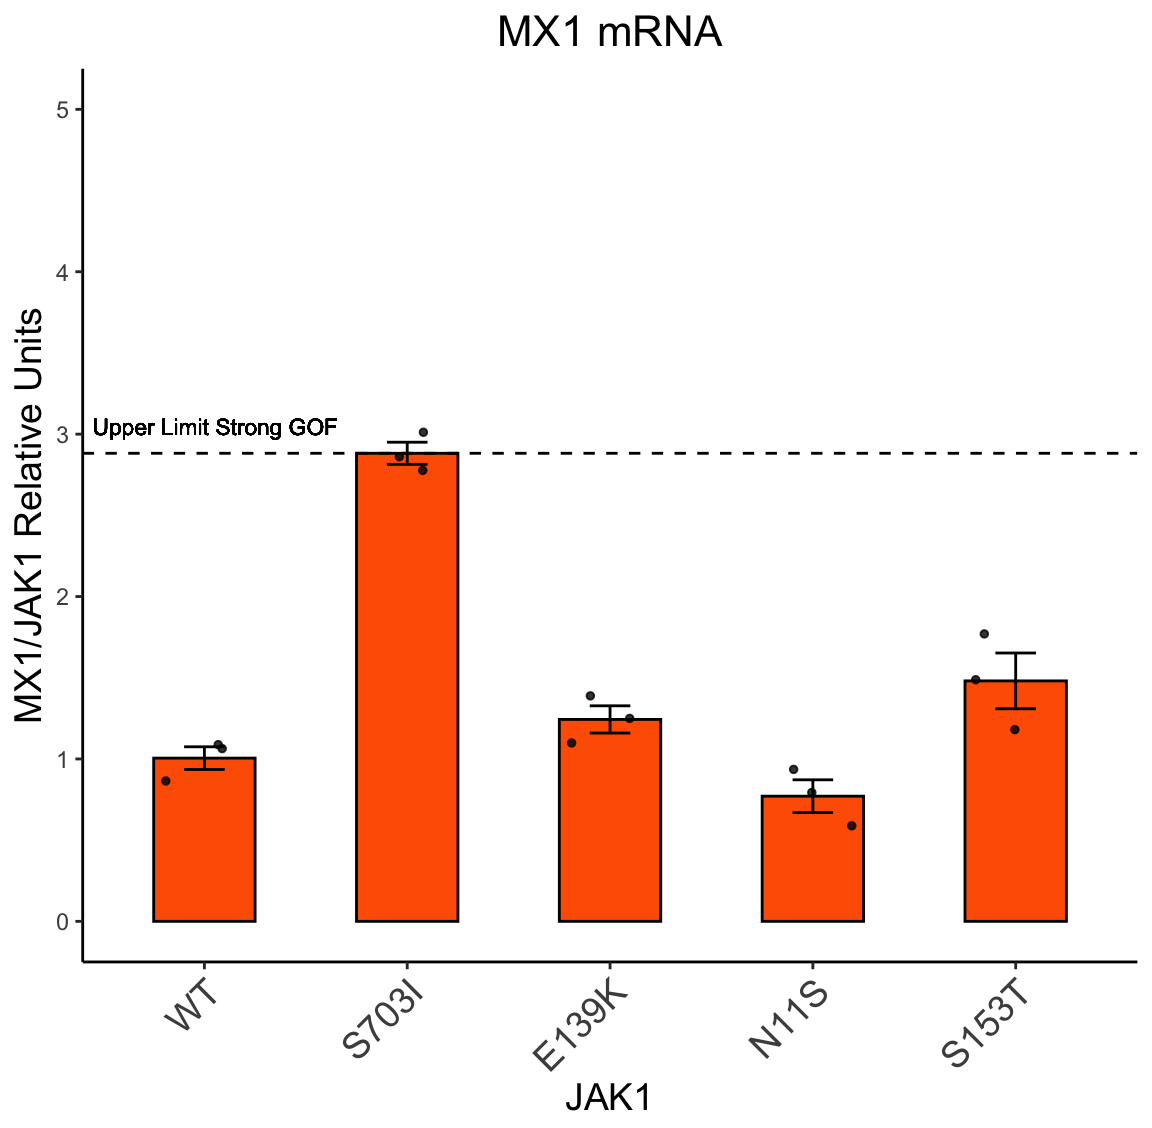 MX1 mRNA
MX1/JAK1 Relative Units
5
4
3
2
1
0
Upper Limit Strong GOF
WT
S703I
E139K
N11S
S153T
JAK1